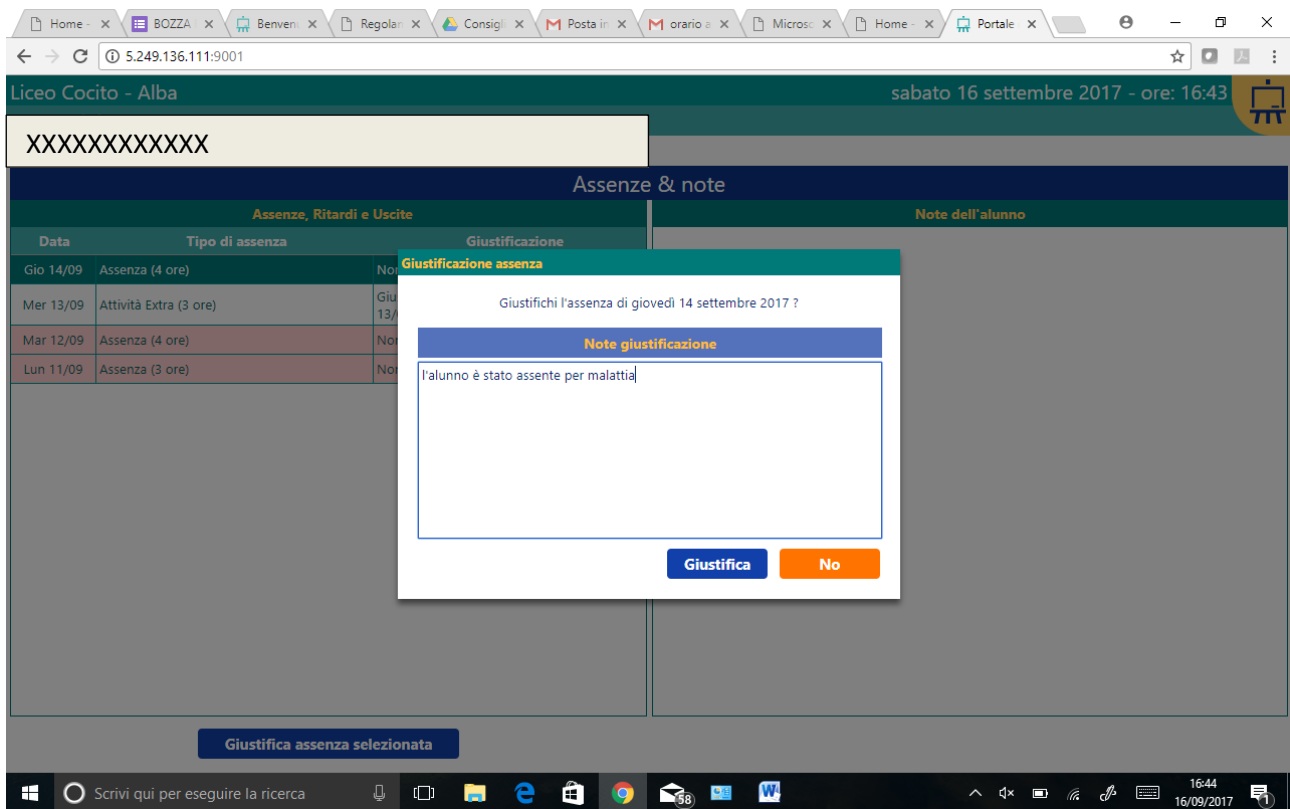 Home -
BOZZA
Benven
Regolar
Consigli
Posta in
orario a
Microso
Home -
Portale
5.249.136.111:9001
Liceo Cocito - Alba
sabato 16 settembre 2017 - ore: 16:43
XXXXXXXXXXXX
Assenze & note
Assenze, Ritardi e Uscite
Note dell'alunno
Data Tipo di assenza Giustificazione
Gio 14/09 Assenza (4 ore)
Mer 13/09 Attività Extra (3 ore) Giu
13/
Mar 12/09 Assenza (4 ore)
Lun 11/09 Assenza (3 ore)
Giustificazione assenza
Giustifichi l'assenza di giovedì 14 settembre 2017 ?
Note giustificazione
l'alunno è stato assente per malattia
Giustifica No
Giustifica assenza selezionata
Scrivi qui per eseguire la ricerca
58
16:44
16/09/2017
1